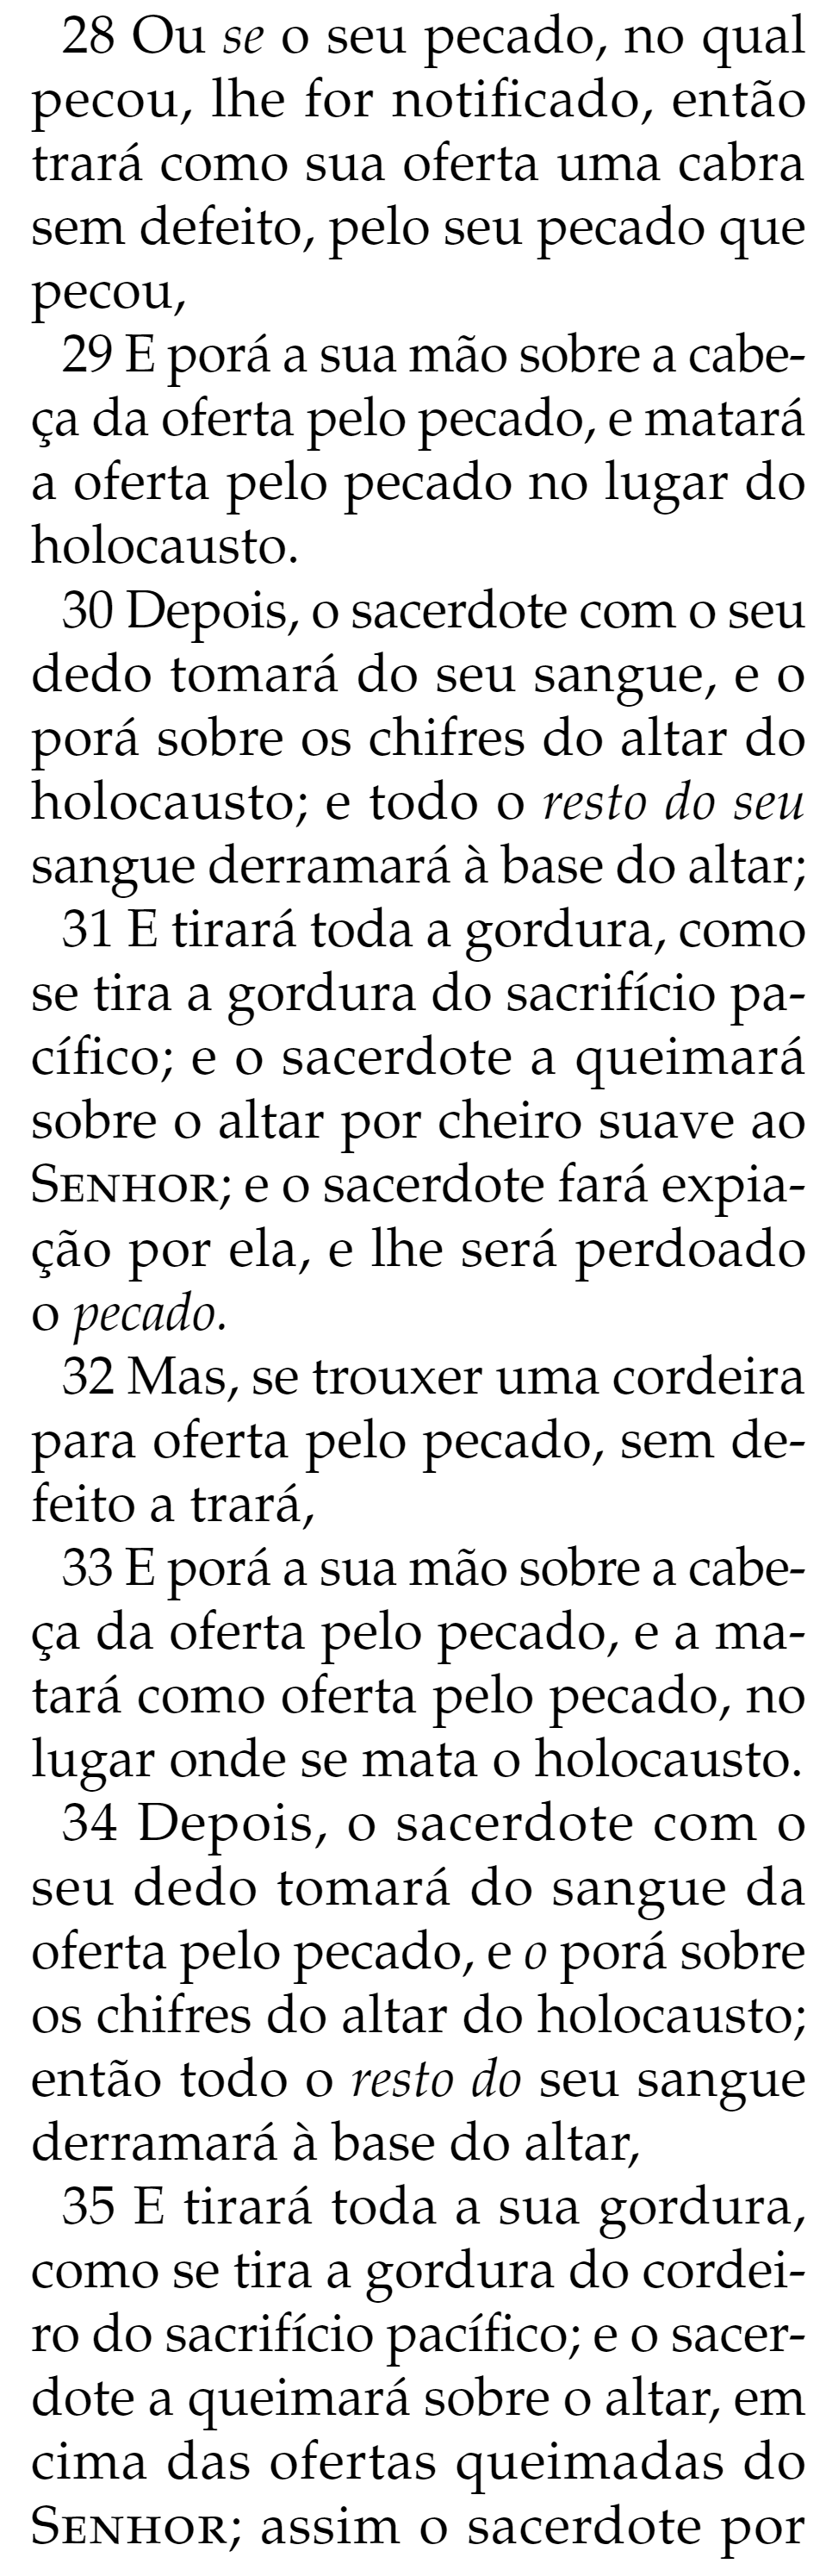 28 Ou se o seu pecado, no qual
pecou, lhe for notificado, então
trará como sua oferta uma cabra
sem defeito, pelo seu pecado que
pecou,
29 E porá a sua mão sobre a cabe-
ça da oferta pelo pecado, e matará
a oferta pelo pecado no lugar do
holocausto.
30 Depois, o sacerdote com o seu
dedo tomará do seu sangue, e o
porá sobre os chifres do altar do
holocausto; e todo o resto do seu
sangue derramará à base do altar;
31 E tirará toda a gordura, como
se tira a gordura do sacrifício pa-
cífico; e o sacerdote a queimará
sobre o altar por cheiro suave ao
SENHOR; e o sacerdote fará expia-
ção por ela, e lhe será perdoado
o pecado.
32 Mas, se trouxer uma cordeira
para oferta pelo pecado, sem de-
feito a trará,
33 E porá a sua mão sobre a cabe-
ça da oferta pelo pecado, e a ma-
tará como oferta pelo pecado, no
lugar onde se mata o holocausto.
34 Depois, o sacerdote com o
seu dedo tomará do sangue da
oferta pelo pecado, e o porá sobre
os chifres do altar do holocausto;
então todo o resto do seu sangue
derramará à base do altar,
35 E tirará toda a sua gordura,
como se tira a gordura do cordei-
ro do sacrifício pacífico; e o sacer-
dote a queimará sobre o altar, em
cima das ofertas queimadas do
SENHOR; assim o sacerdote por